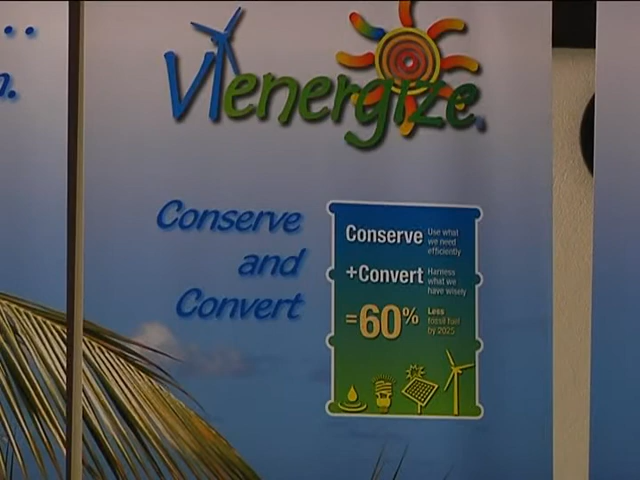 VIenergize
Conserve
and
Convert
Conserve
Use what
we need
efficiently
+Convert
Harness
what we
have wisely
=60%
Less
fossil fuel
by 2025